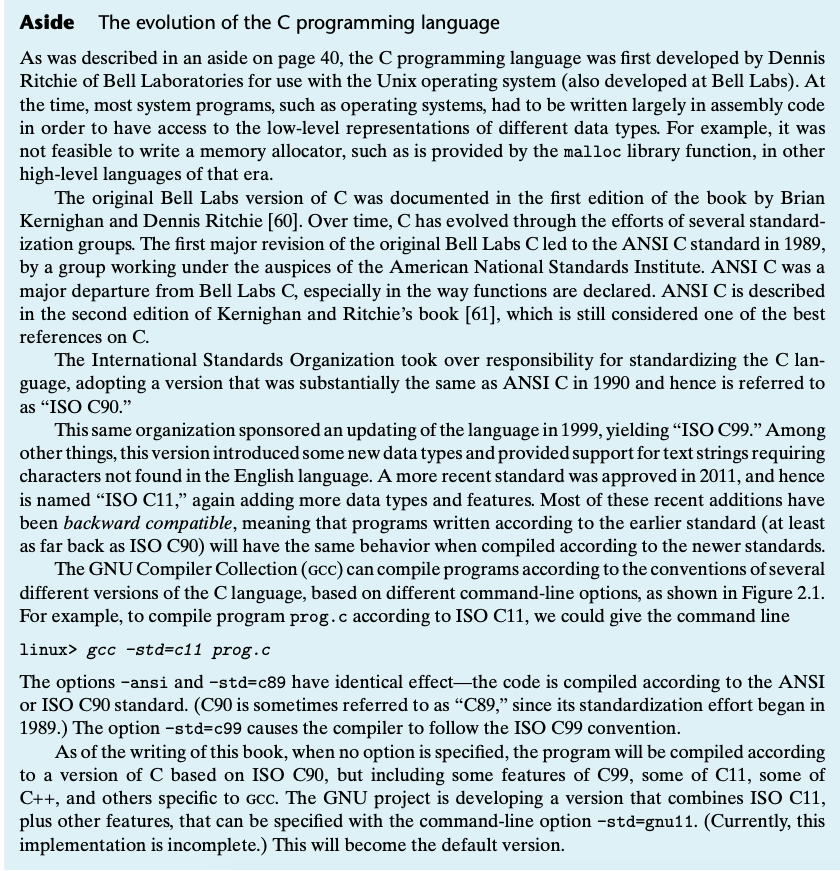 Aside The evolution of the C programming language
As was described in an aside on page 40, the C programming language was first developed by Dennis
Ritchie of Bell Laboratories for use with the Unix operating system (also developed at Bell Labs). At
the time, most system programs, such as operating systems, had to be written largely in assembly code
in order to have access to the low-level representations of different data types. For example, it was
not feasible to write a memory allocator, such as is provided by the malloc library function, in other
high-level languages of that era.
The original Bell Labs version of C was documented in the first edition of the book by Brian
Kernighan and Dennis Ritchie [60]. Over time, C has evolved through the efforts of several standard-
ization groups. The first major revision of the original Bell Labs C led to the ANSI C standard in 1989,
by a group working under the auspices of the American National Standards Institute. ANSI C was a
major departure from Bell Labs C, especially in the way functions are declared. ANSI C is described
in the second edition of Kernighan and Ritchie's book [61], which is still considered one of the best
references on C.
The International Standards Organization took over responsibility for standardizing the C lan-
guage, adopting a version that was substantially the same as ANSI C in 1990 and hence is referred to
as “ISO C90.”
This same organization sponsored an updating of the language in 1999, yielding “ISO C99.” Among
other things, this version introduced some new data types and provided support for text strings requiring
characters not found in the English language. A more recent standard was approved in 2011, and hence
is named “ISO C11,” again adding more data types and features. Most of these recent additions have
been backward compatible, meaning that programs written according to the earlier standard (at least
as far back as ISO C90) will have the same behavior when compiled according to the newer standards.
The GNU Compiler Collection (GCC) can compile programs according to the conventions of several
different versions of the C language, based on different command-line options, as shown in Figure 2.1.
For example, to compile program prog.c according to ISO C11, we could give the command line
linux> gcc -std=c11 prog.c
The options -ansi and -std=c89 have identical effect—the code is compiled according to the ANSI
or ISO C90 standard. (C90 is sometimes referred to as “C89,” since its standardization effort began in
1989.) The option -std=c99 causes the compiler to follow the ISO C99 convention.
As of the writing of this book, when no option is specified, the program will be compiled according
to a version of C based on ISO C90, but including some features of C99, some of C11, some of
C++, and others specific to GCC. The GNU project is developing a version that combines ISO C11,
plus other features, that can be specified with the command-line option -std=gnu11. (Currently, this
implementation is incomplete.) This will become the default version.